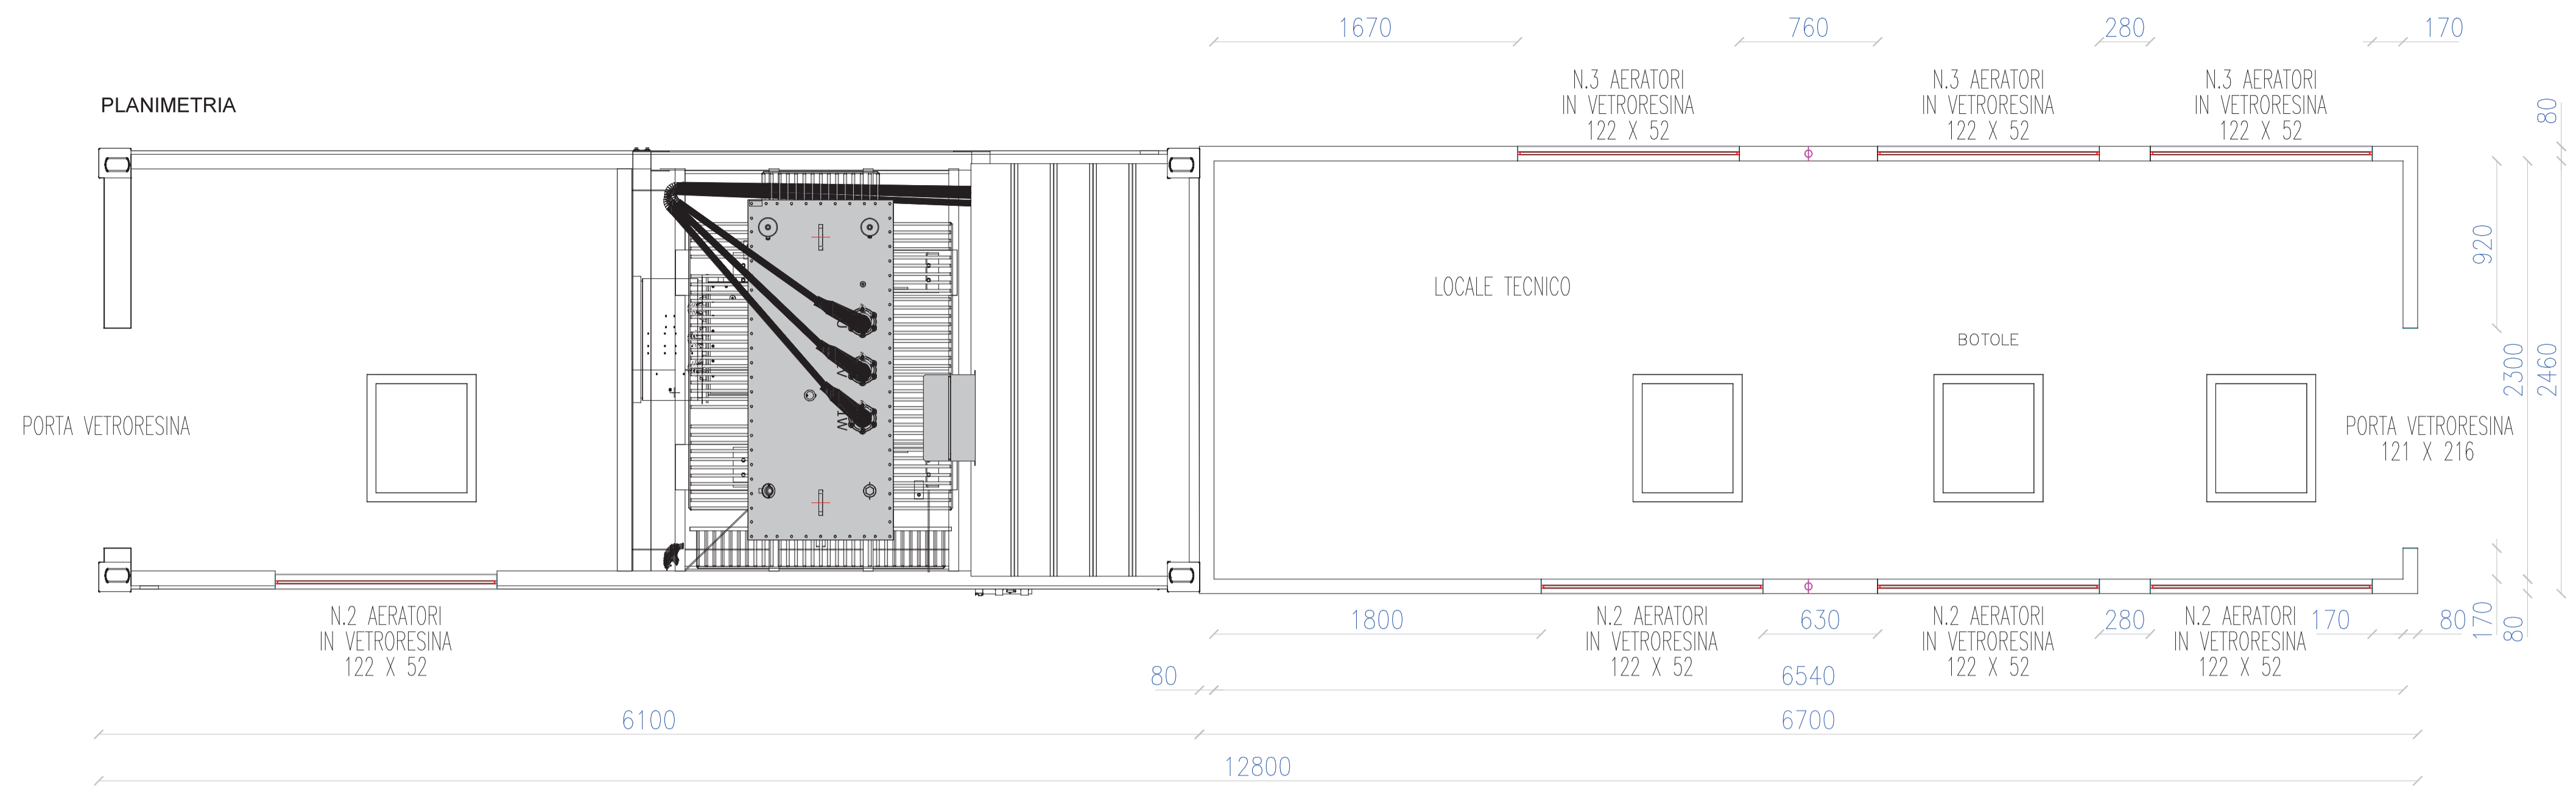 1670
760
280
170
N.3 AERATORI
IN VETRORESINA
122 X 52
N.3 AERATORI
IN VETRORESINA
122 X 52
N.3 AERATORI
IN VETRORESINA
122 X 52
PLANIMETRIA
80
920
2300
2460
LOCALE TECNICO
BOTOLE
PORTA VETRORESINA
PORTA VETRORESINA
121 X 216
1W
N.2 AERATORI
IN VETRORESINA
122 X 52
1800
N.2 AERATORI
IN VETRORESINA
122 X 52
630
N.2 AERATORI
IN VETRORESINA
122 X 52
280
N.2 AERATORI
IN VETRORESINA
122 X 52
170
80
170
80
80
6540
6100
6700
12800